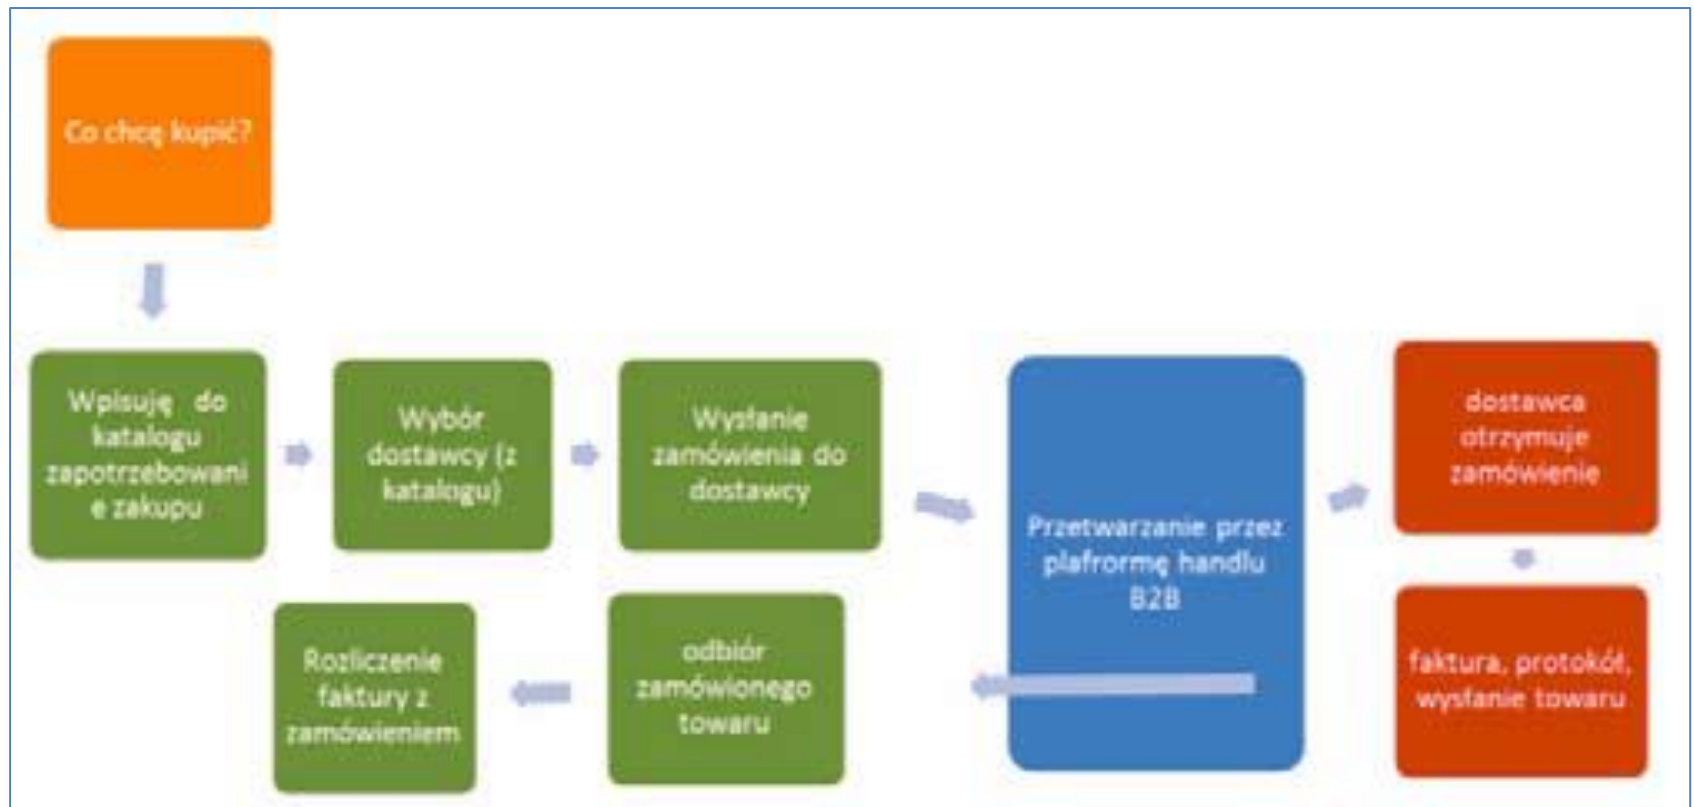 Co chcę kupić?
Wpisuję do
katalogu
zapotrzebowani
e zakupu
Wybór
dostawcy (z
katalogu)
Wysłanie
zamówienia do
dostawcy
Przetwarzanie przez
plafrormę handlu
B2B
dostawca
otrzymuje
zamówienie
faktura, protokół,
wysłanie towaru
odbiór
zamówionego
towaru
Rozliczenie
faktury z
zamówieniem